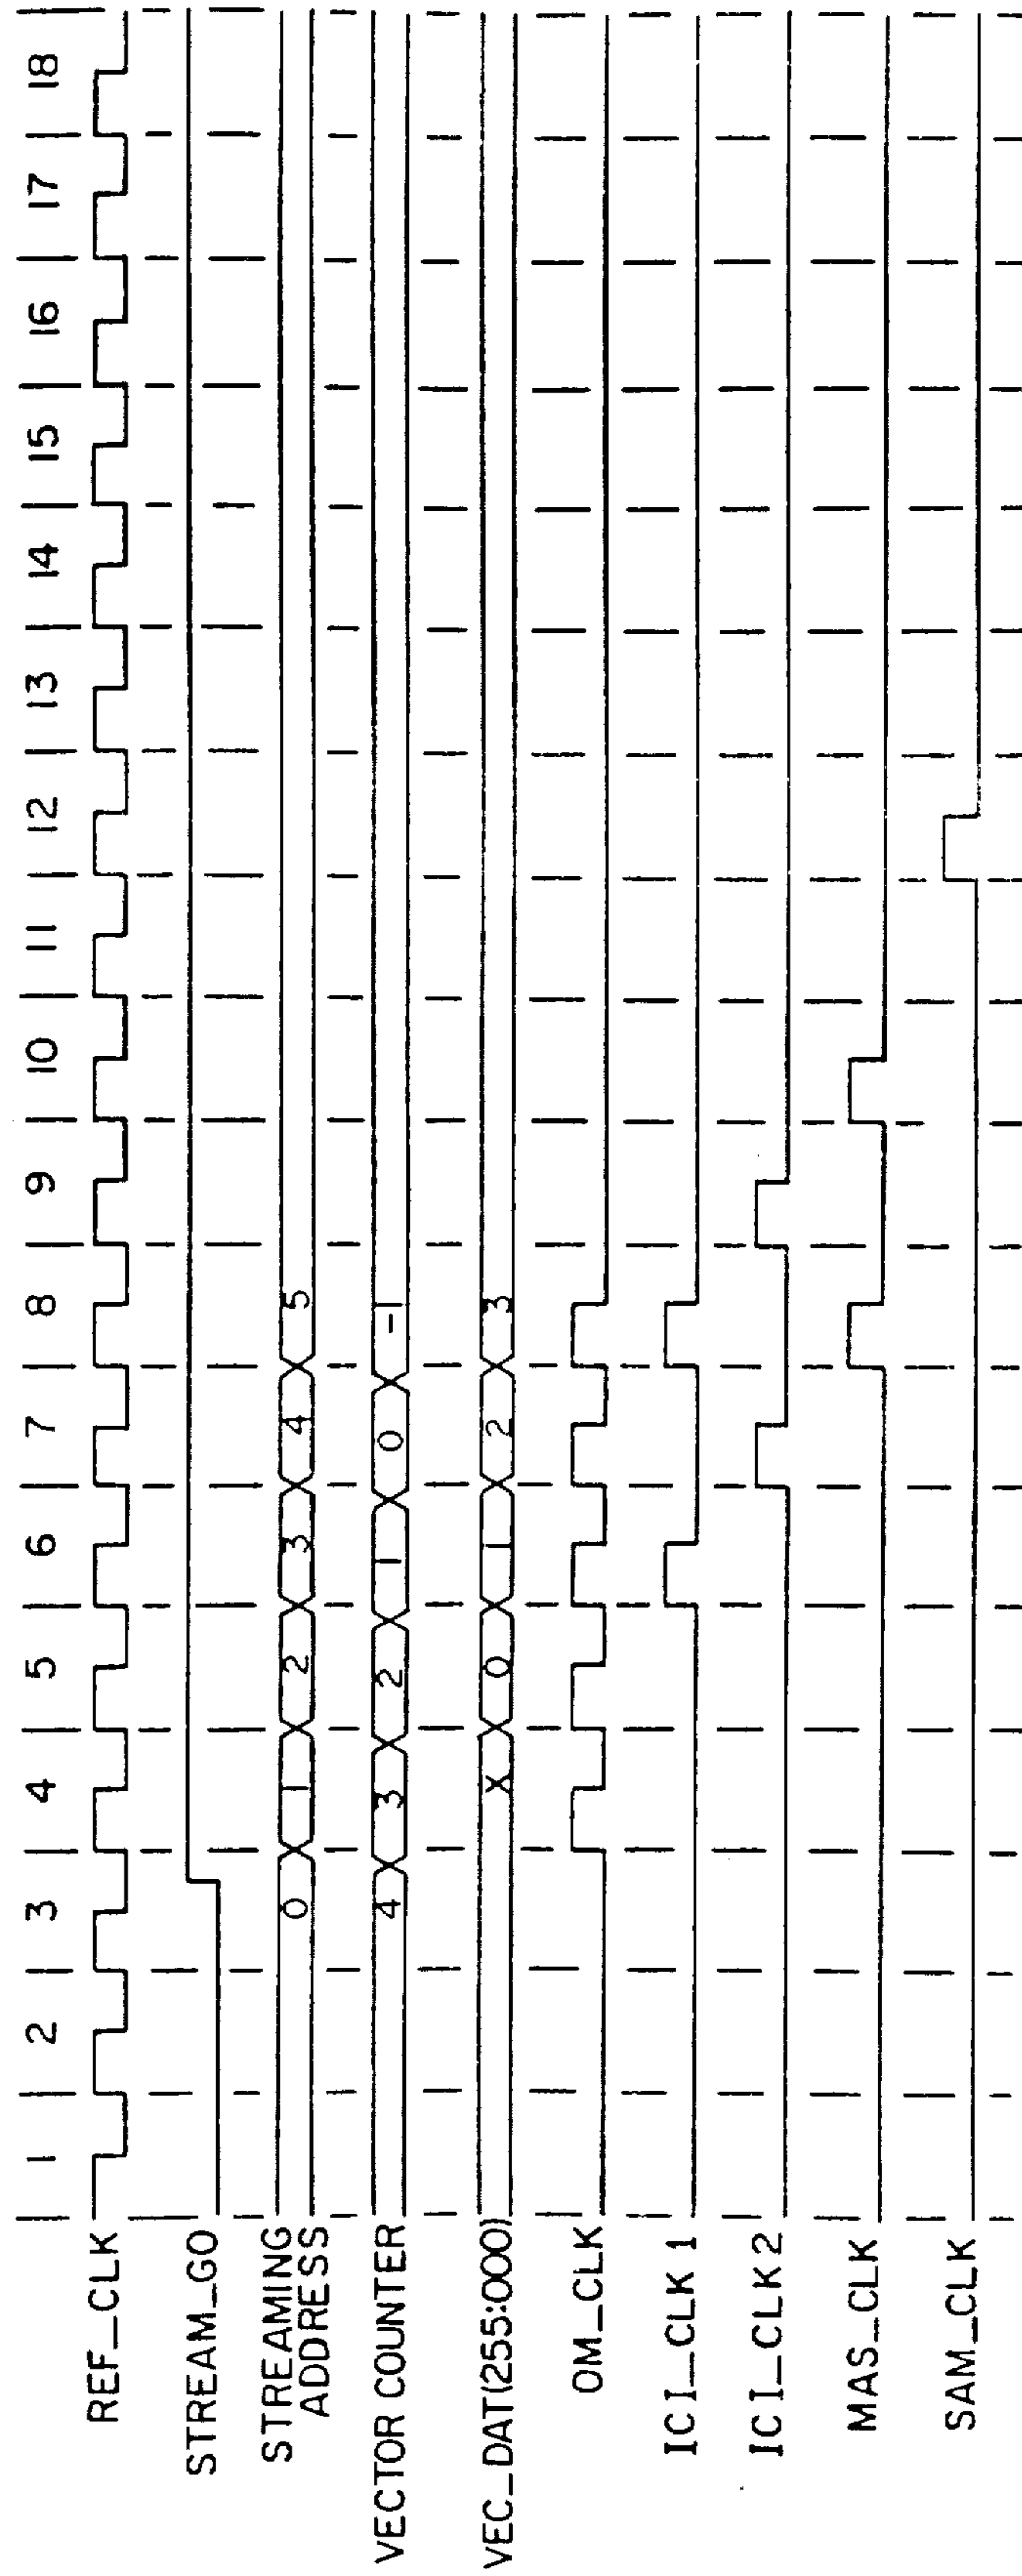 1 2 3 4 5 6 7 8 9 10 11 12 13 14 15 16 17 18
REF_CLK
STREAM_GO
STREAMING
ADDRESS
0 1 2 3 4 5
VECTOR COUNTER
4 3 2 1 0 -1
VEC_DAT(255:000)
X 0 1 2 3
OM_CLK
ICI_CLK 1
ICI_CLK 2
MAS_CLK
SAM_CLK